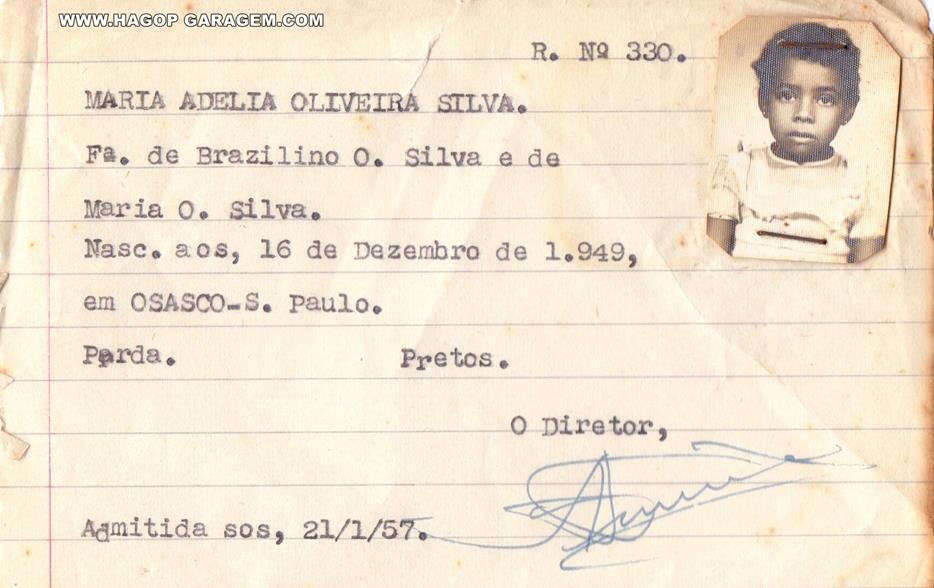 WWW.HAGOP GARAGEM.COM
R. Nº 330.
MARIA ADELIA OLIVEIRA SILVA.
Fa. de Brazilino O. Silva e de
Maria O. Silva.
Nasc. aos, 16 de Dezembro de 1.949,
em OSASCO-S. Paulo.
Parda. Pretos.
O Diretor,
Admitida sos, 21/1/57.